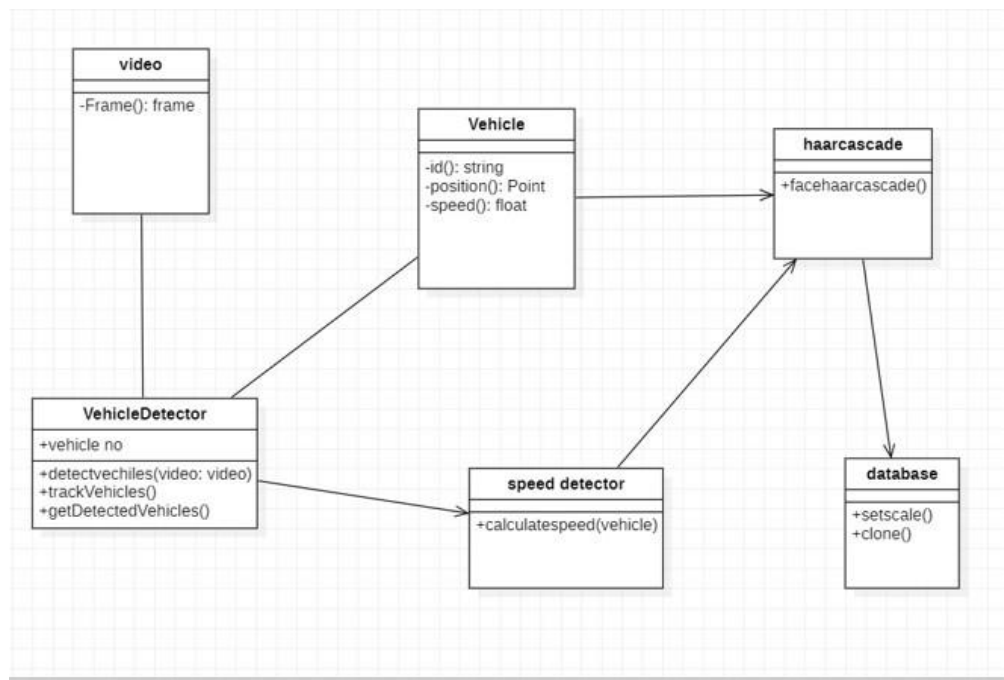 video
-Frame(): frame
Vehicle
-id(): string
-position(): Point
-speed(): float
haarcascade
+facehaarcascade()
VehicleDetector
+vehicle no
+detectvechiles(video: video)
+trackVehicles()
+getDetectedVehicles()
speed detector
+calculatespeed(vehicle)
database
+setscale()
+clone()